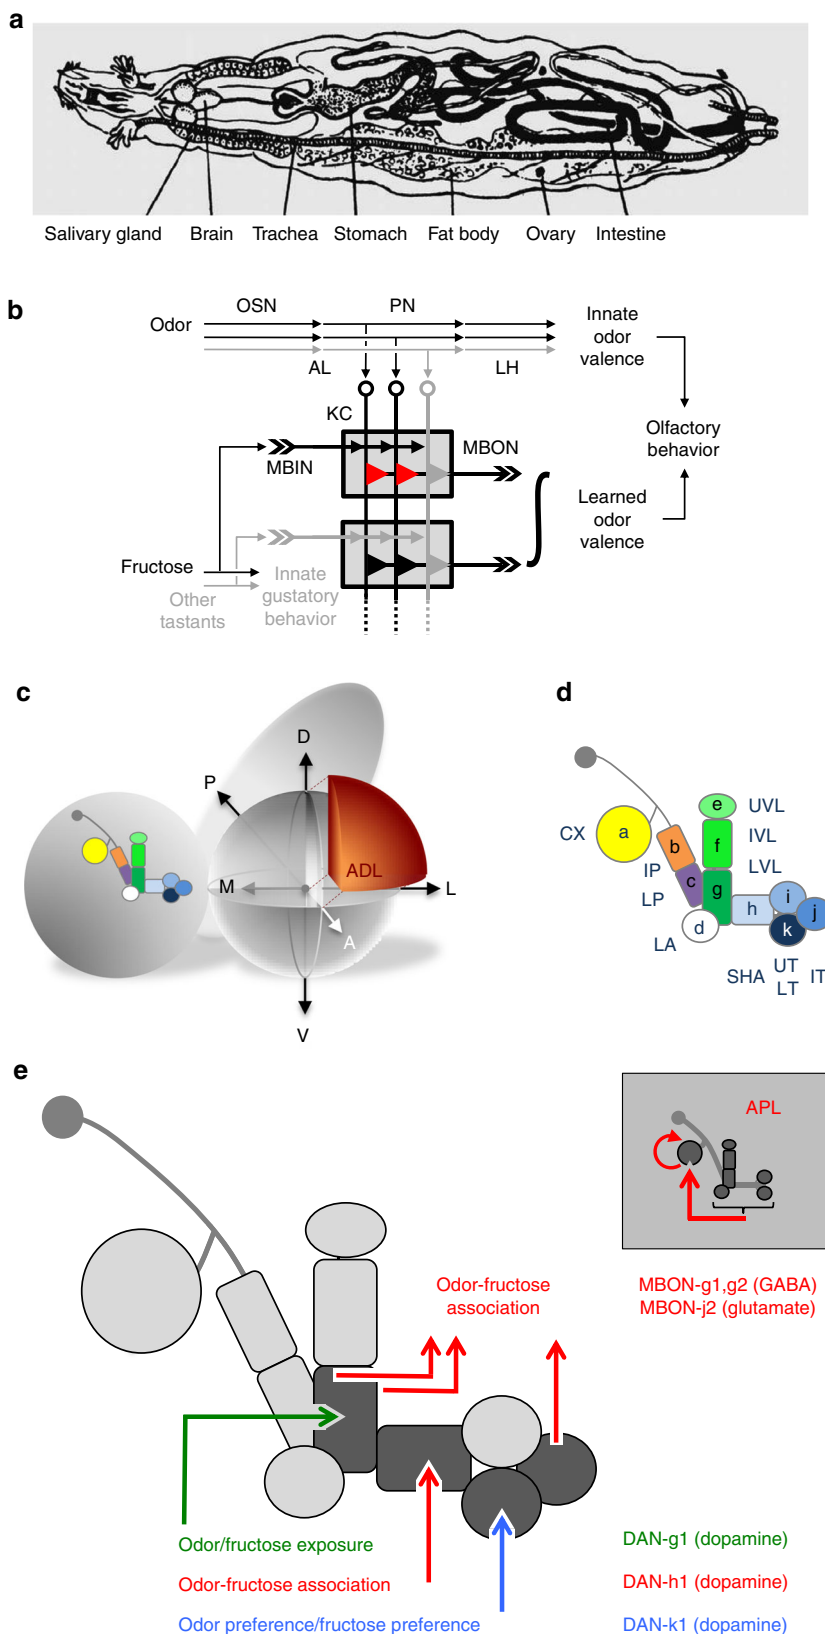 a
Salivary gland Brain Trachea Stomach Fat body Ovary Intestine
b
OSN PN
Odor
Innate
odor
valence
AL LH
KC
MBIN
MBON
Olfactory
behavior
Learned
odor
valence
Fructose
Other
tastants
Innate
gustatory
behavior
c
D
P
ADL
M
L
A
V
d
e
UVL
CX
a
f
IVL
b
IP
LVL
c
g
LP
h
i
j
d
k
LA
UT
SHA
IT
LT
e
APL
Odor-fructose
association
MBON-g1,g2 (GABA)
MBON-j2 (glutamate)
Odor/fructose exposure
DAN-g1 (dopamine)
Odor-fructose association
DAN-h1 (dopamine)
Odor preference/fructose preference
DAN-k1 (dopamine)